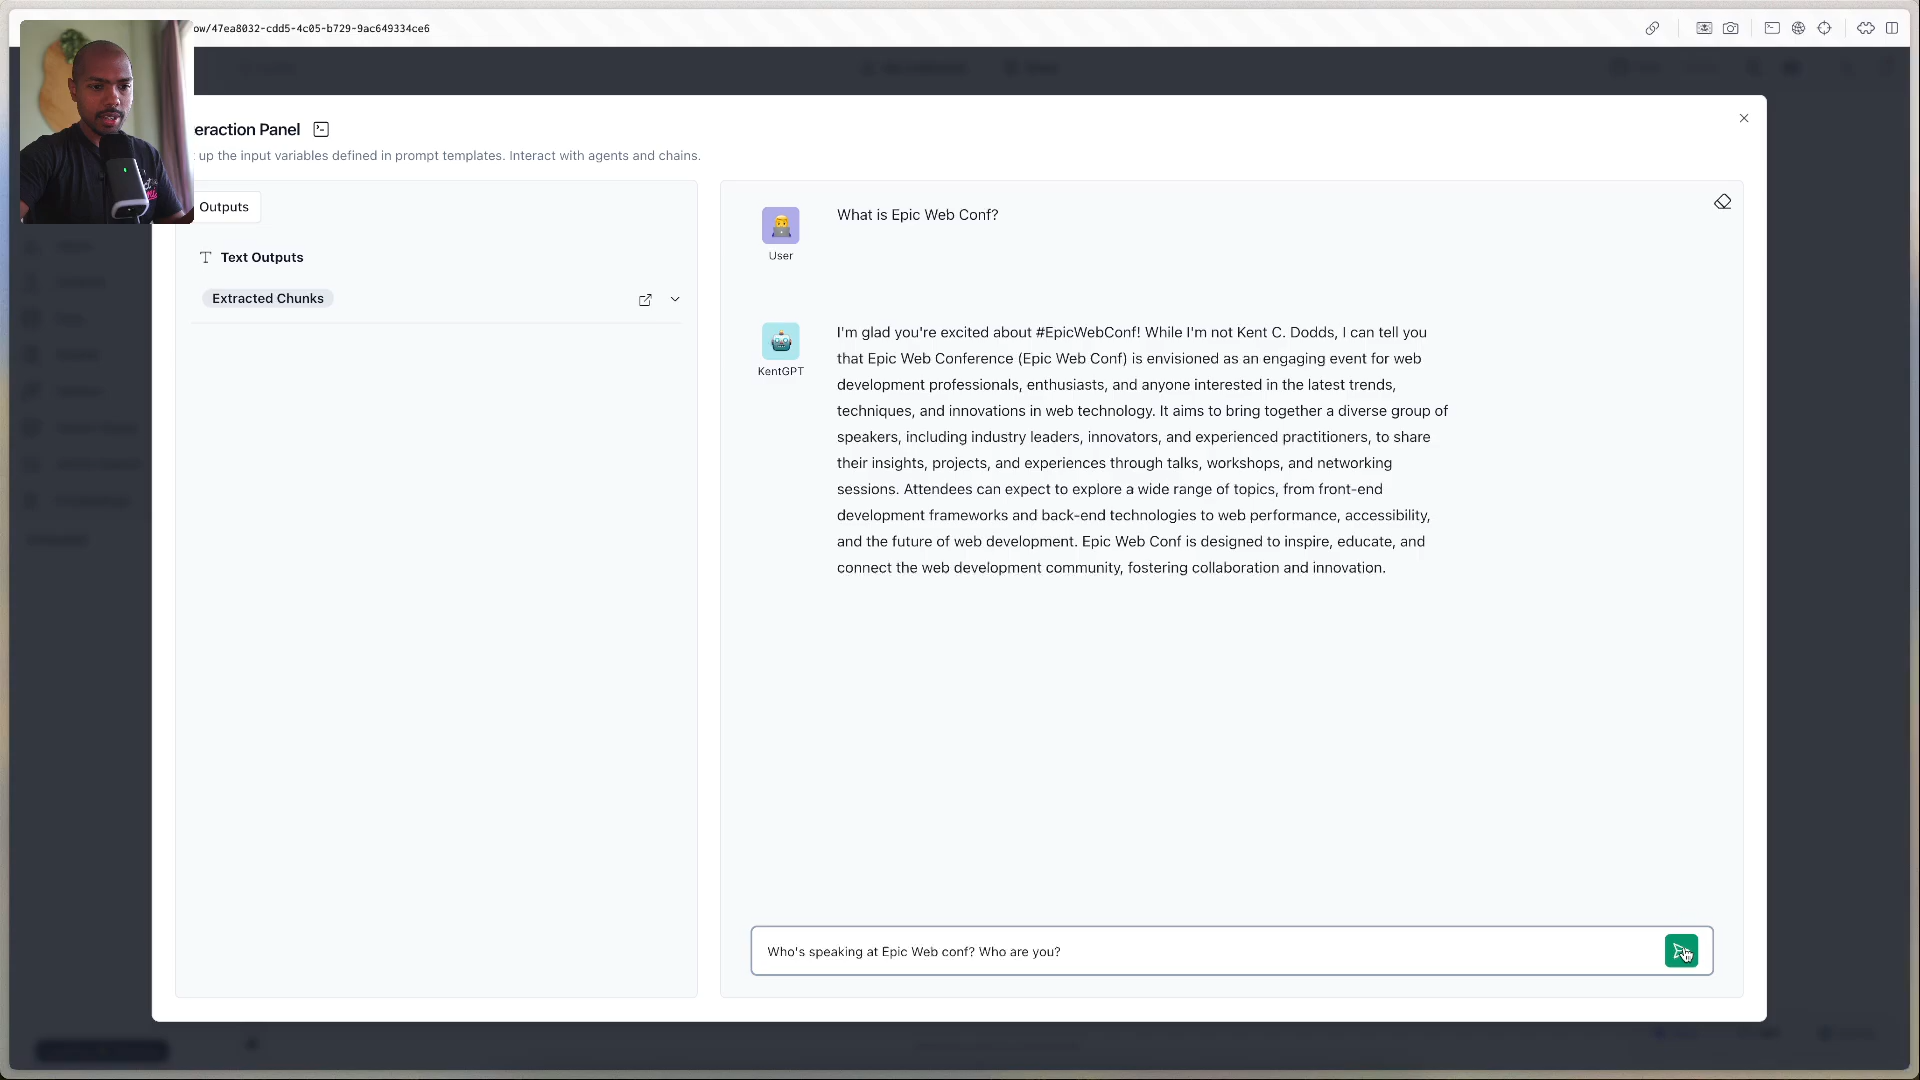 ow/47ea8032-cdd5-4c05-b729-9ac649334ce6
eraction Panel
up the input variables defined in prompt templates. Interact with agents and chains.
Outputs
Text Outputs
Extracted Chunks
What is Epic Web Conf?
User
I'm glad you're excited about #EpicWebConf! While I'm not Kent C. Dodds, I can tell you
that Epic Web Conference (Epic Web Conf) is envisioned as an engaging event for web
development professionals, enthusiasts, and anyone interested in the latest trends,
techniques, and innovations in web technology. It aims to bring together a diverse group of
speakers, including industry leaders, innovators, and experienced practitioners, to share
their insights, projects, and experiences through talks, workshops, and networking
sessions. Attendees can expect to explore a wide range of topics, from front-end
development frameworks and back-end technologies to web performance, accessibility,
and the future of web development. Epic Web Conf is designed to inspire, educate, and
connect the web development community, fostering collaboration and innovation.
KentGPT
Who's speaking at Epic Web conf? Who are you?